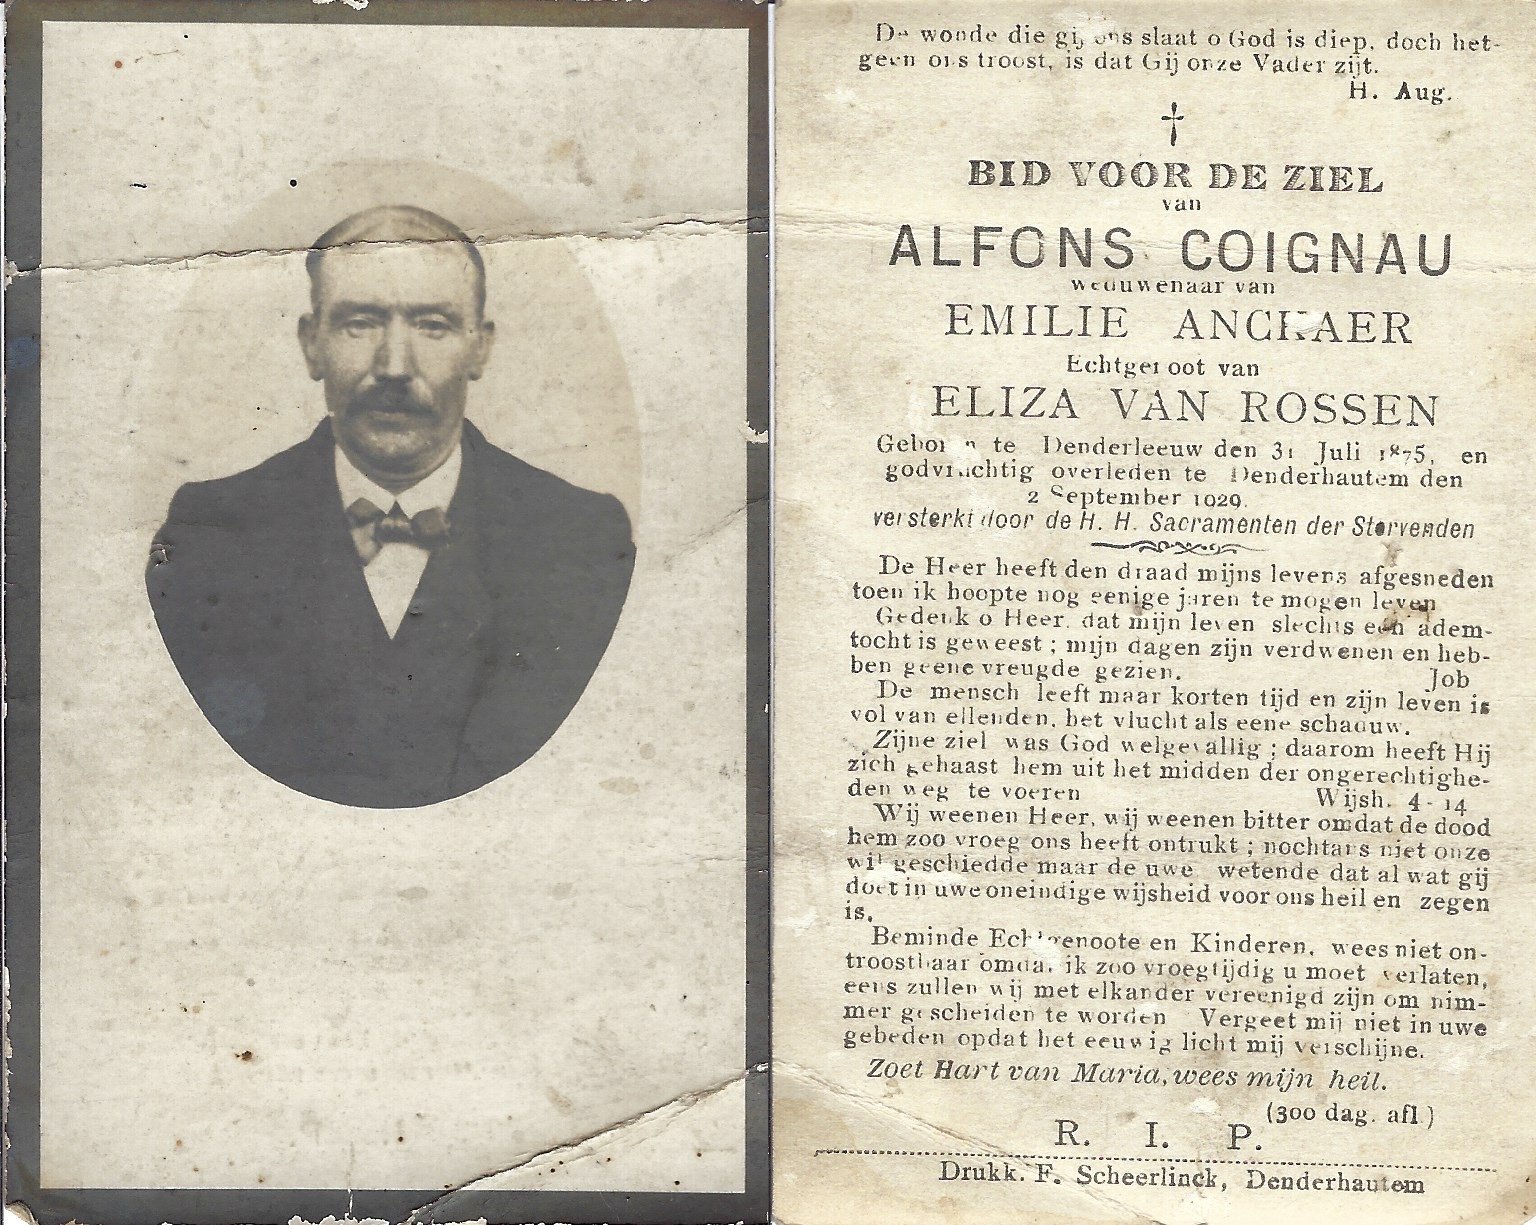 De wonde die gij ons slaat o God is diep, doch het-
geen ons troost, is dat Gij onze Vader zijt.
H. Aug.
†
BID VOOR DE ZIEL
van
ALFONS COIGNAU
weduwenaar van
EMILIE ANCKAER
Echtgenoot van
ELIZA VAN ROSSEN
Geboren te Denderleeuw den 31 Juli 1875, en
godvruchtig overleden te Denderhautem den
2 September 1929.
versterkt door de H. H. Sacramenten der Stervenden
De Heer heeft den draad mijns levens afgesneden
toen ik hoopte nog eenige jaren te mogen leven
Gedenk o Heer, dat mijn leven slechts een adem-
tocht is geweest ; mijn dagen zijn verdwenen en heb-
ben geene vreugde gezien. Job
De mensch leeft maar korten tijd en zijn leven is
vol van ellenden, het vlucht als eene schaduw.
Zijne ziel was God welgevallig ; daarom heeft Hij
zich gehaast hem uit het midden der ongerechtighe-
den weg te voeren Wijsh. 4 - 14
Wij weenen Heer, wij weenen bitter omdat de dood
hem zoo vroeg ons heeft ontrukt ; nochtans niet onze
wil geschiedde maar de uwe wetende dat al wat gij
doet in uwe oneindige wijsheid voor ons heil en zegen
is.
Beminde Echtgenoote en Kinderen, wees niet on-
troostbaar omdat ik zoo vroegtijdig u moet verlaten,
eens zullen wij met elkander vereenigd zijn om nim-
mer gescheiden te worden Vergeet mij niet in uwe
gebeden opdat het eeuwig licht mij verschijne.
Zoet Hart van Maria, wees mijn heil.
(300 dag. afl.)
R. I. P.
Drukk. F. Scheerlinck, Denderhautem